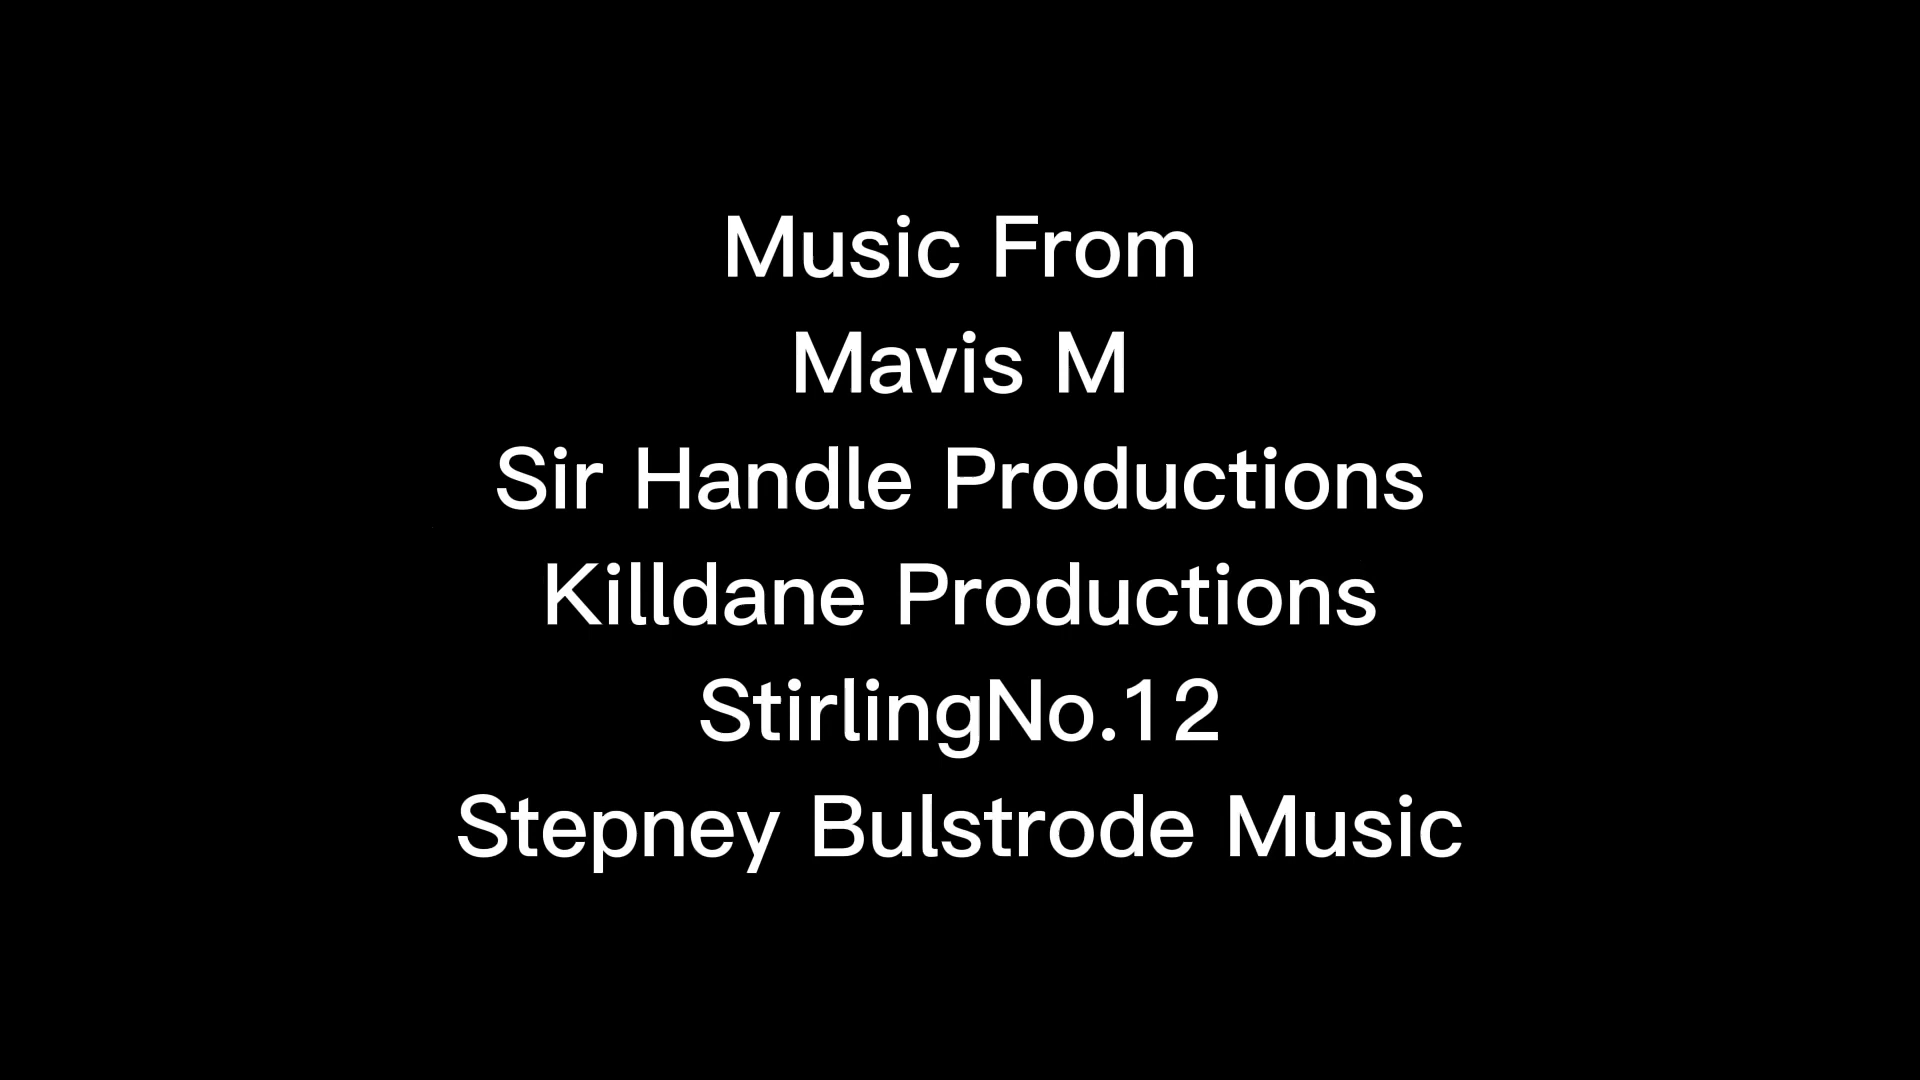 Music From
Mavis M
Sir Handle Productions
Killdane Productions
StirlingNo.12
Stepney Bulstrode Music